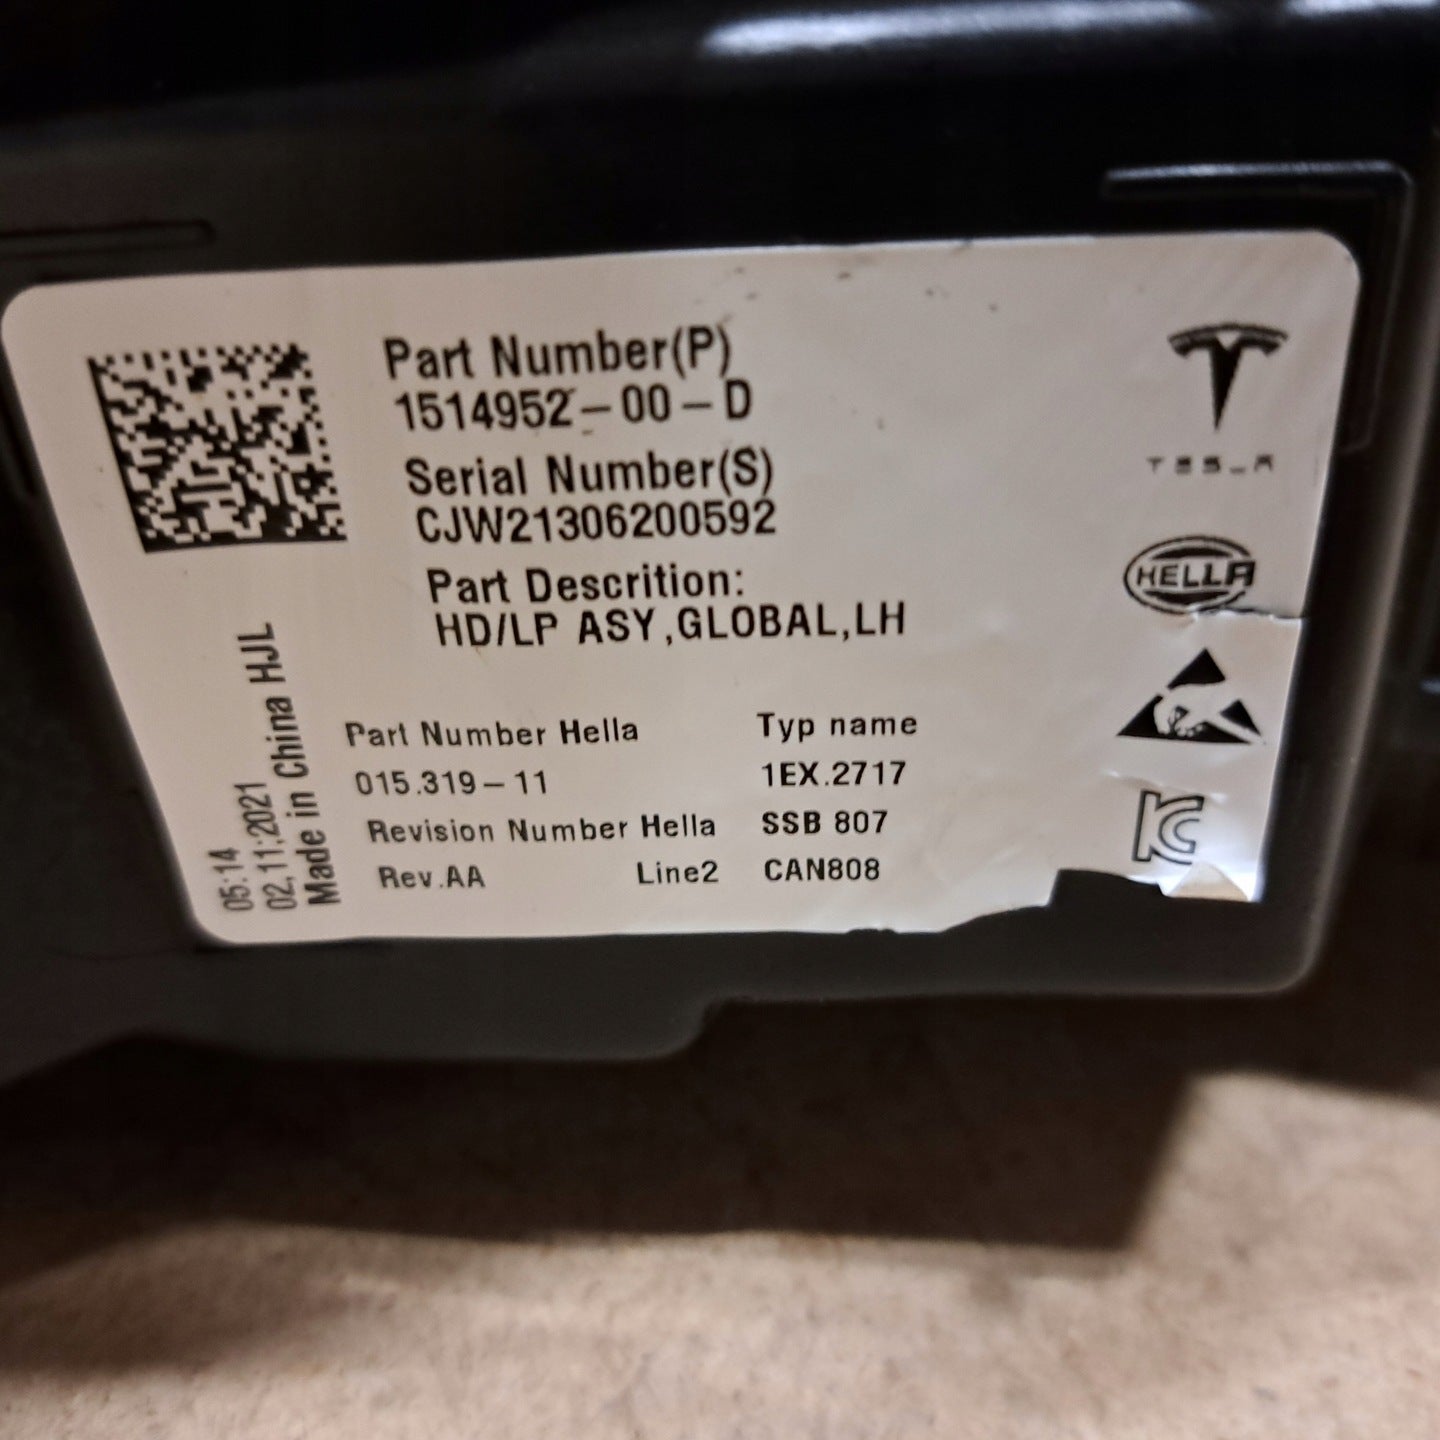 Part Number(P)
1514952-00-D
Serial Number(S)
CJW21306200592
Part Descrition:
HD/LP ASY,GLOBAL,LH
TESLA
HELLA
Part Number Hella
Typ name
015.319-11
1EX.2717
Revision Number Hella
SSB 807
Rev.AA
Line2
CAN808
05:14
02,11,2021
Made in China HJL